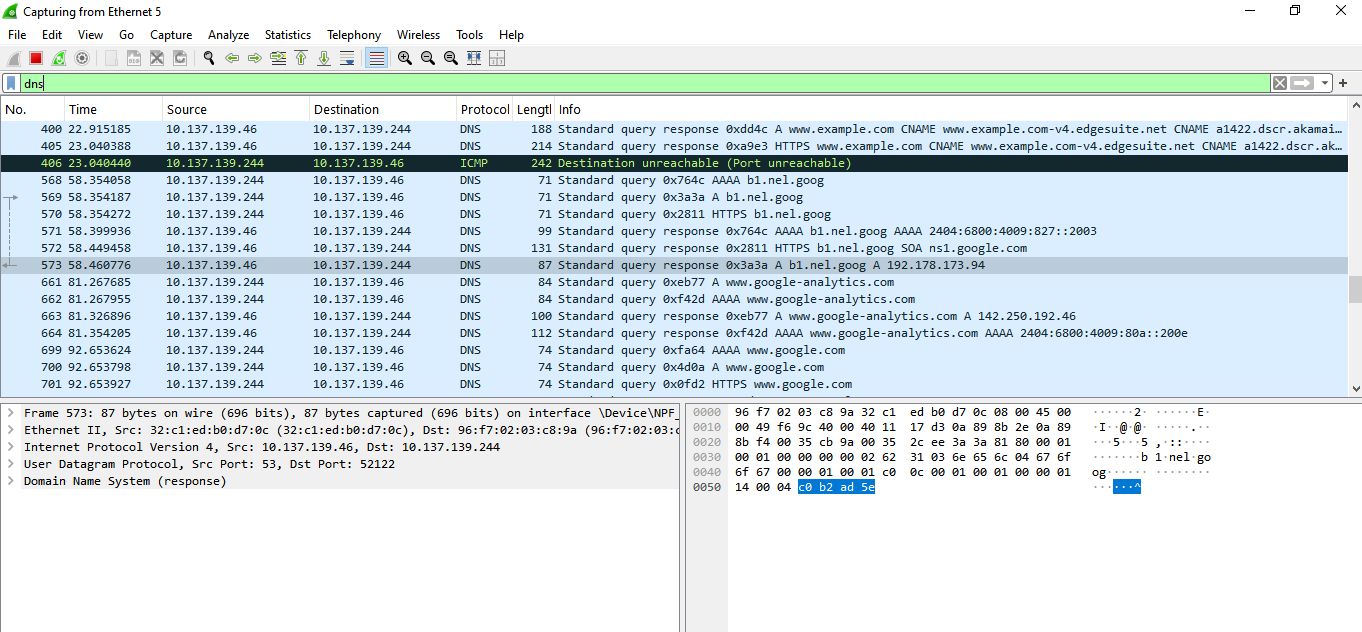 Capturing from Ethernet 5
File Edit View Go Capture Analyze Statistics Telephony Wireless Tools Help
dns
No. Time Source Destination Protocol Lengtl Info
400 22.915185 10.137.139.46 10.137.139.244 DNS 188 Standard query response 0xdd4c A www.example.com CNAME www.example.com-v4.edgesuite.net CNAME a1422.dscr.akamai…
405 23.040388 10.137.139.46 10.137.139.244 DNS 214 Standard query response 0xa9e3 HTTPS www.example.com CNAME www.example.com-v4.edgesuite.net CNAME a1422.dscr.ak…
406 23.040440 10.137.139.244 10.137.139.46 ICMP 242 Destination unreachable (Port unreachable)
568 58.354058 10.137.139.244 10.137.139.46 DNS 71 Standard query 0x764c AAAA b1.nel.goog
569 58.354187 10.137.139.244 10.137.139.46 DNS 71 Standard query 0x3a3a A b1.nel.goog
570 58.354272 10.137.139.244 10.137.139.46 DNS 71 Standard query 0x2811 HTTPS b1.nel.goog
571 58.399936 10.137.139.46 10.137.139.244 DNS 99 Standard query response 0x764c AAAA b1.nel.goog AAAA 2404:6800:4009:827::2003
572 58.449458 10.137.139.46 10.137.139.244 DNS 131 Standard query response 0x2811 HTTPS b1.nel.goog SOA ns1.google.com
573 58.460776 10.137.139.46 10.137.139.244 DNS 87 Standard query response 0x3a3a A b1.nel.goog A 192.178.173.94
661 81.267685 10.137.139.244 10.137.139.46 DNS 84 Standard query 0xeb77 A www.google-analytics.com
662 81.267955 10.137.139.244 10.137.139.46 DNS 84 Standard query 0xf42d AAAA www.google-analytics.com
663 81.326896 10.137.139.46 10.137.139.244 DNS 100 Standard query response 0xeb77 A www.google-analytics.com A 142.250.192.46
664 81.354205 10.137.139.46 10.137.139.244 DNS 112 Standard query response 0xf42d AAAA www.google-analytics.com AAAA 2404:6800:4009:80a::200e
699 92.653624 10.137.139.244 10.137.139.46 DNS 74 Standard query 0xfa64 AAAA www.google.com
700 92.653798 10.137.139.244 10.137.139.46 DNS 74 Standard query 0x4d0a A www.google.com
701 92.653927 10.137.139.244 10.137.139.46 DNS 74 Standard query 0x0fd2 HTTPS www.google.com
Frame 573: 87 bytes on wire (696 bits), 87 bytes captured (696 bits) on interface \Device\NPF_
Ethernet II, Src: 32:c1:ed:b0:d7:0c (32:c1:ed:b0:d7:0c), Dst: 96:f7:02:03:c8:9a (96:f7:02:03:c
Internet Protocol Version 4, Src: 10.137.139.46, Dst: 10.137.139.244
User Datagram Protocol, Src Port: 53, Dst Port: 52122
Domain Name System (response)
0000 96 f7 02 03 c8 9a 32 c1 ed b0 d7 0c 08 00 45 00 ······2· ······E·
0010 00 49 f6 9c 40 00 40 11 17 d3 0a 89 8b 2e 0a 89 ·I··@·@· ·····.··
0020 8b f4 00 35 cb 9a 00 35 2c ee 3a 3a 81 80 00 01 ···5···5 ,·::····
0030 00 01 00 00 00 00 02 62 31 03 6e 65 6c 04 67 6f ·······b 1·nel·go
0040 6f 67 00 00 01 00 01 c0 0c 00 01 00 01 00 00 01 og······ ········
0050 14 00 04 c0 b2 ad 5e ······^